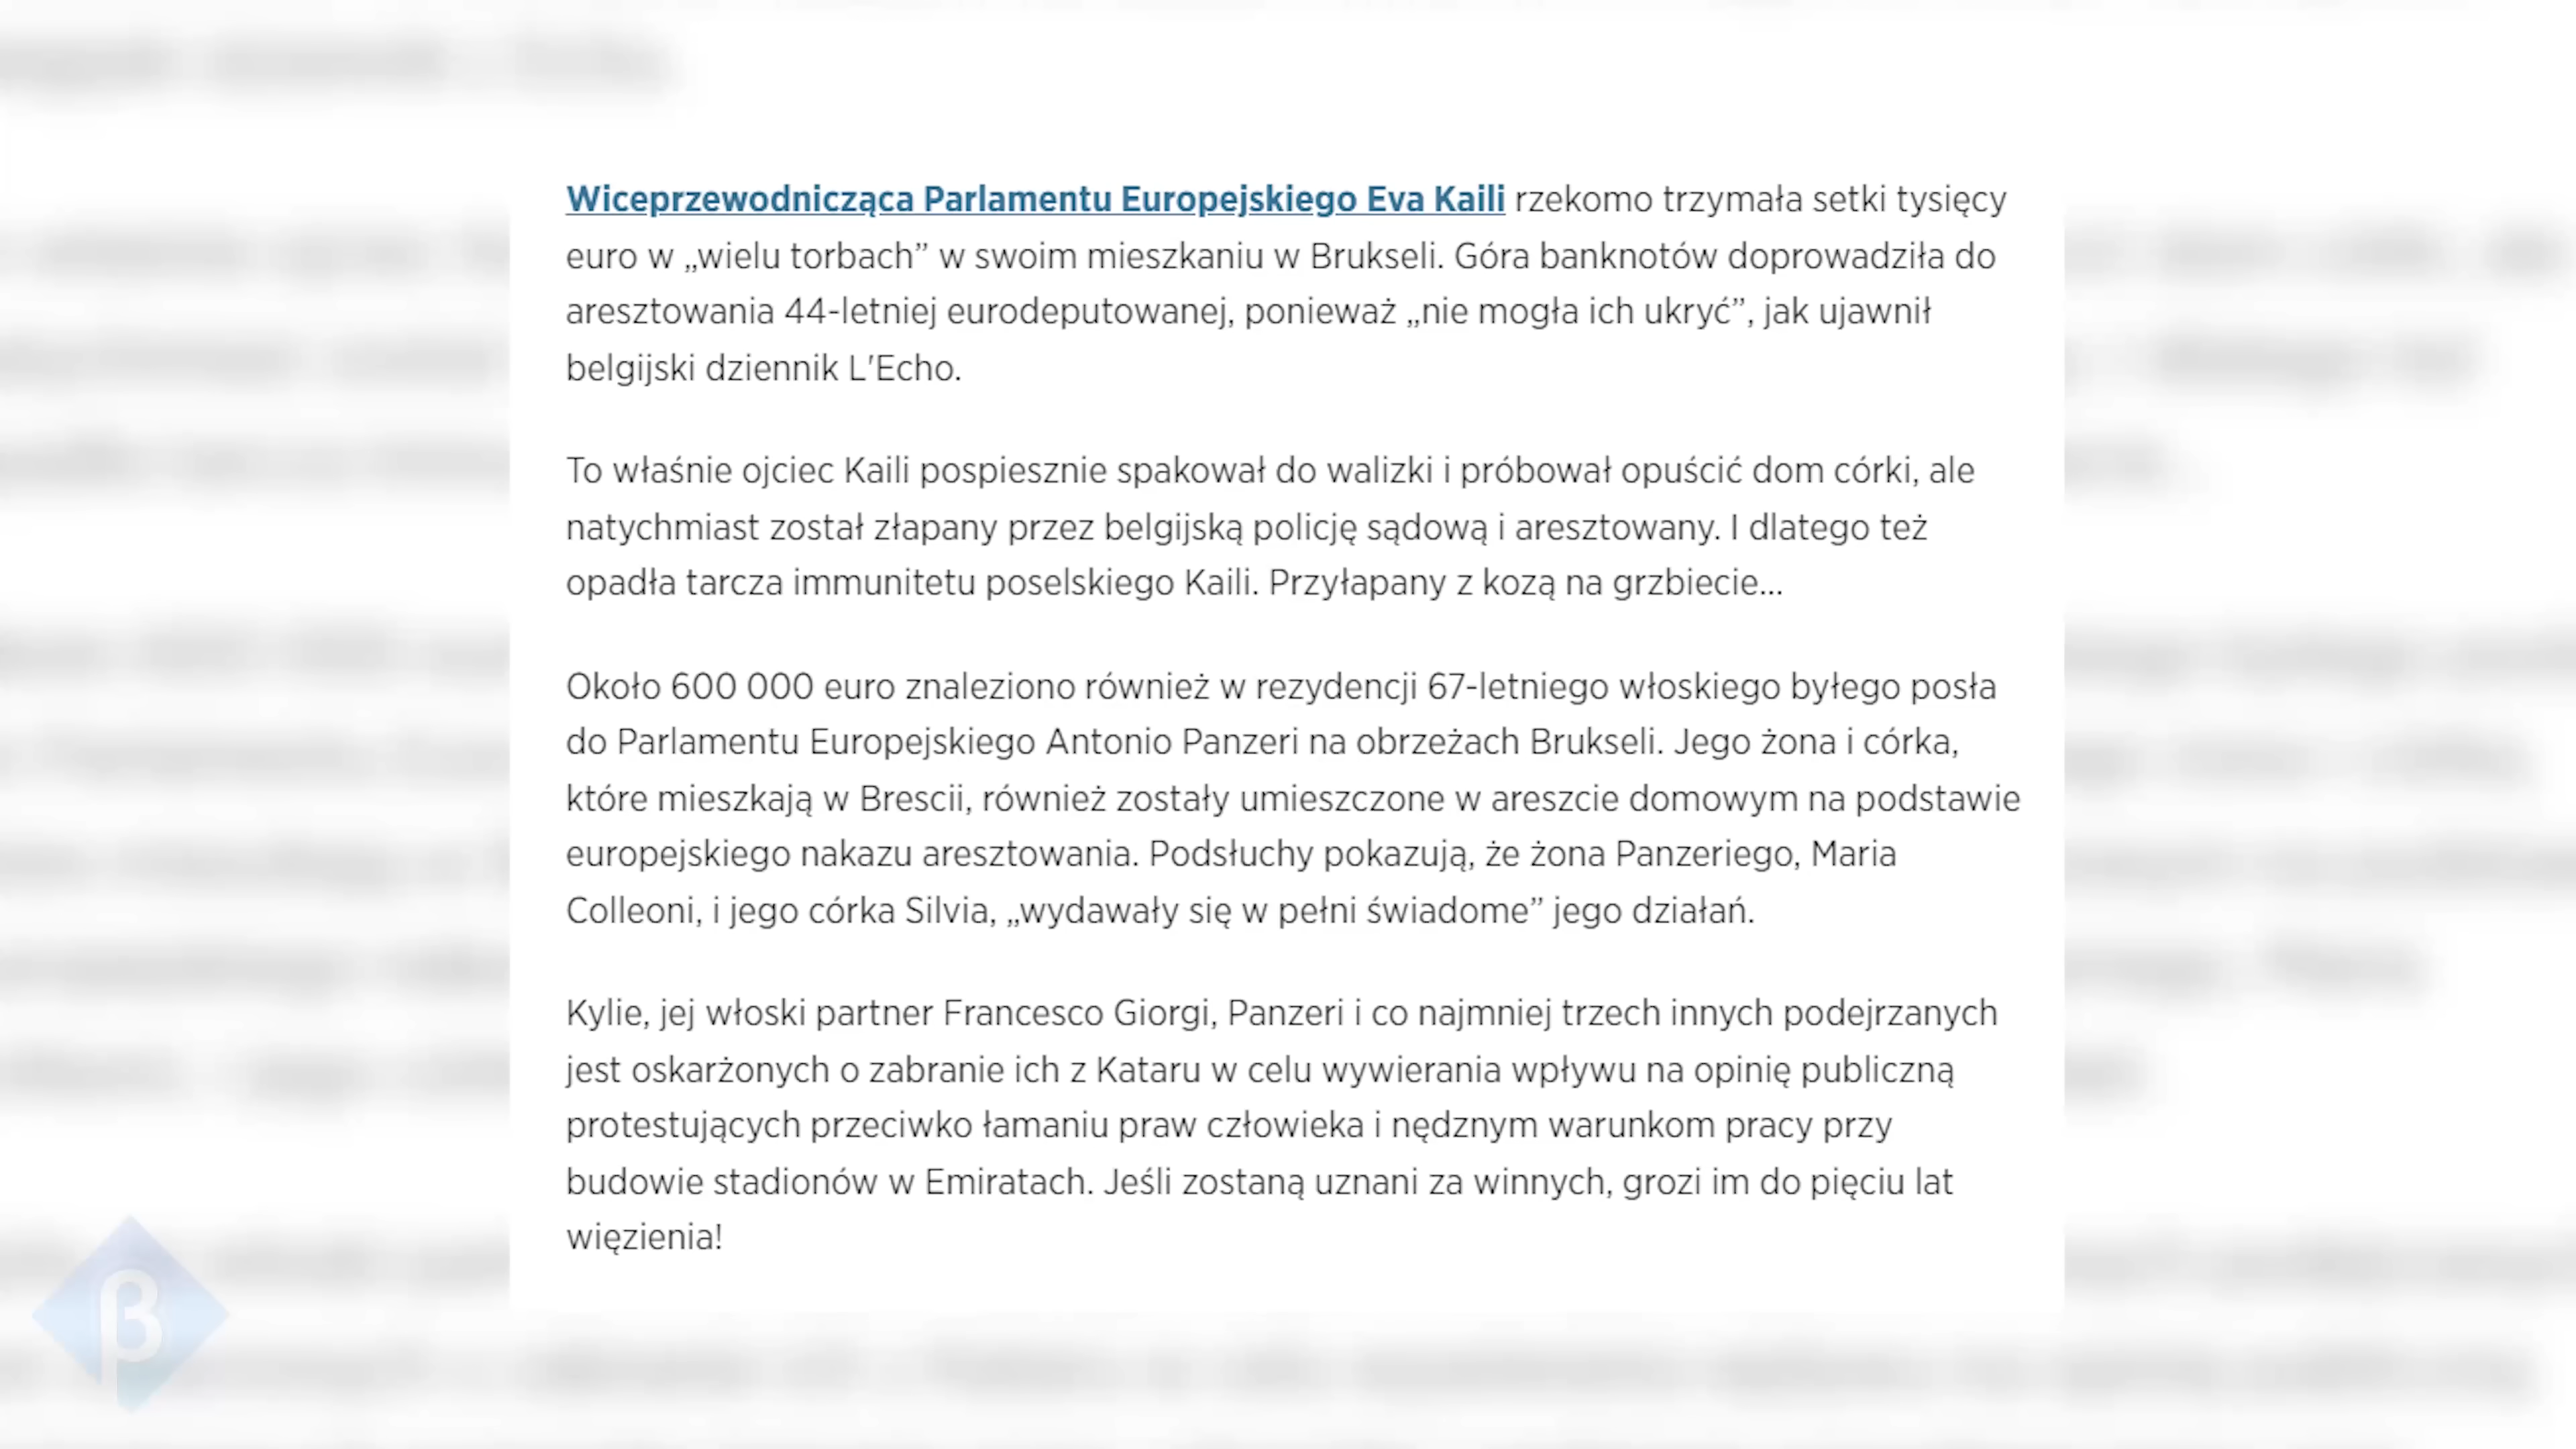 Wiceprzewodnicząca Parlamentu Europejskiego Eva Kaili rzekomo trzymała setki tysięcy
euro w „wielu torbach” w swoim mieszkaniu w Brukseli. Góra banknotów doprowadziła do
aresztowania 44-letniej eurodeputowanej, ponieważ „nie mogła ich ukryć”, jak ujawnił
belgijski dziennik L'Echo.
To właśnie ojciec Kaili pospiesznie spakował do walizki i próbował opuścić dom córki, ale
natychmiast został złapany przez belgijską policję sądową i aresztowany. I dlatego też
opadła tarcza immunitetu poselskiego Kaili. Przyłapany z kozą na grzbiecie...
Około 600 000 euro znaleziono również w rezydencji 67-letniego włoskiego byłego posła
do Parlamentu Europejskiego Antonio Panzeri na obrzeżach Brukseli. Jego żona i córka,
które mieszkają w Brescii, również zostały umieszczone w areszcie domowym na podstawie
europejskiego nakazu aresztowania. Podsłuchy pokazują, że żona Panzeriego, Maria
Colleoni, i jego córka Silvia, „wydawały się w pełni świadome” jego działań.
Kylie, jej włoski partner Francesco Giorgi, Panzeri i co najmniej trzech innych podejrzanych
jest oskarżonych o zabranie ich z Kataru w celu wywierania wpływu na opinię publiczną
protestujących przeciwko łamaniu praw człowieka i nędznym warunkom pracy przy
budowie stadionów w Emiratach. Jeśli zostaną uznani za winnych, grozi im do pięciu lat
więzienia!
β